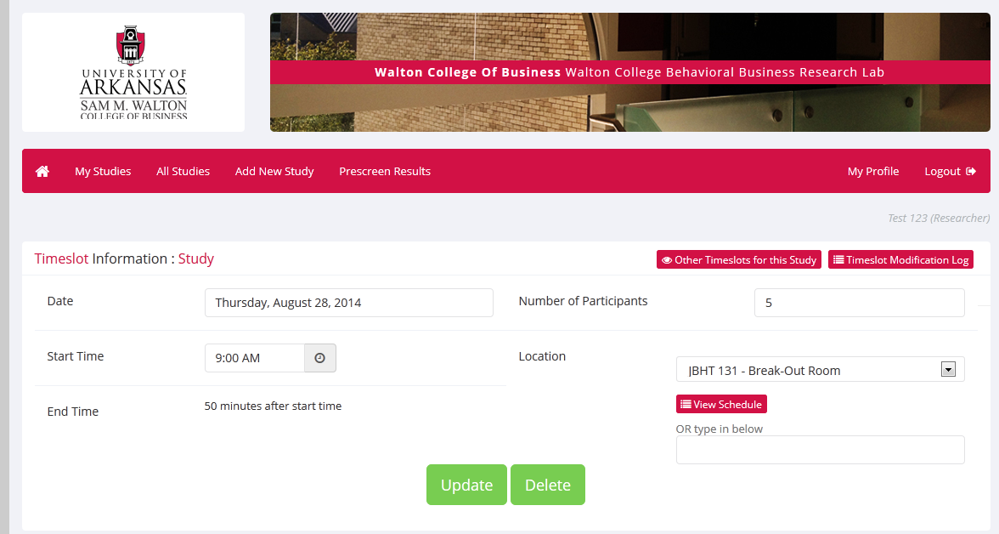 UNIVERSITY OF
ARKANSAS
SAM M. WALTON
COLLEGE OF BUSINESS
Walton College Of Business Walton College Behavioral Business Research Lab
My Studies All Studies Add New Study Prescreen Results My Profile Logout
Test 123 (Researcher)
Timeslot Information : Study Other Timeslots for this Study Timeslot Modification Log
Date Thursday, August 28, 2014 Number of Participants 5
Start Time 9:00 AM Location JBHT 131 - Break-Out Room
View Schedule
End Time 50 minutes after start time
OR type in below
Update Delete